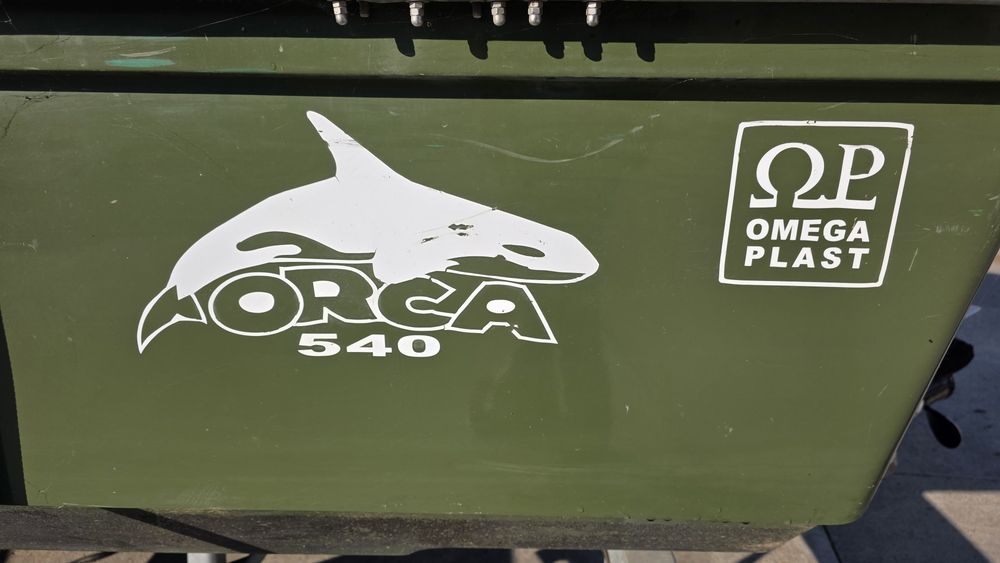 ORCA
540
ΩP
OMEGA
PLAST